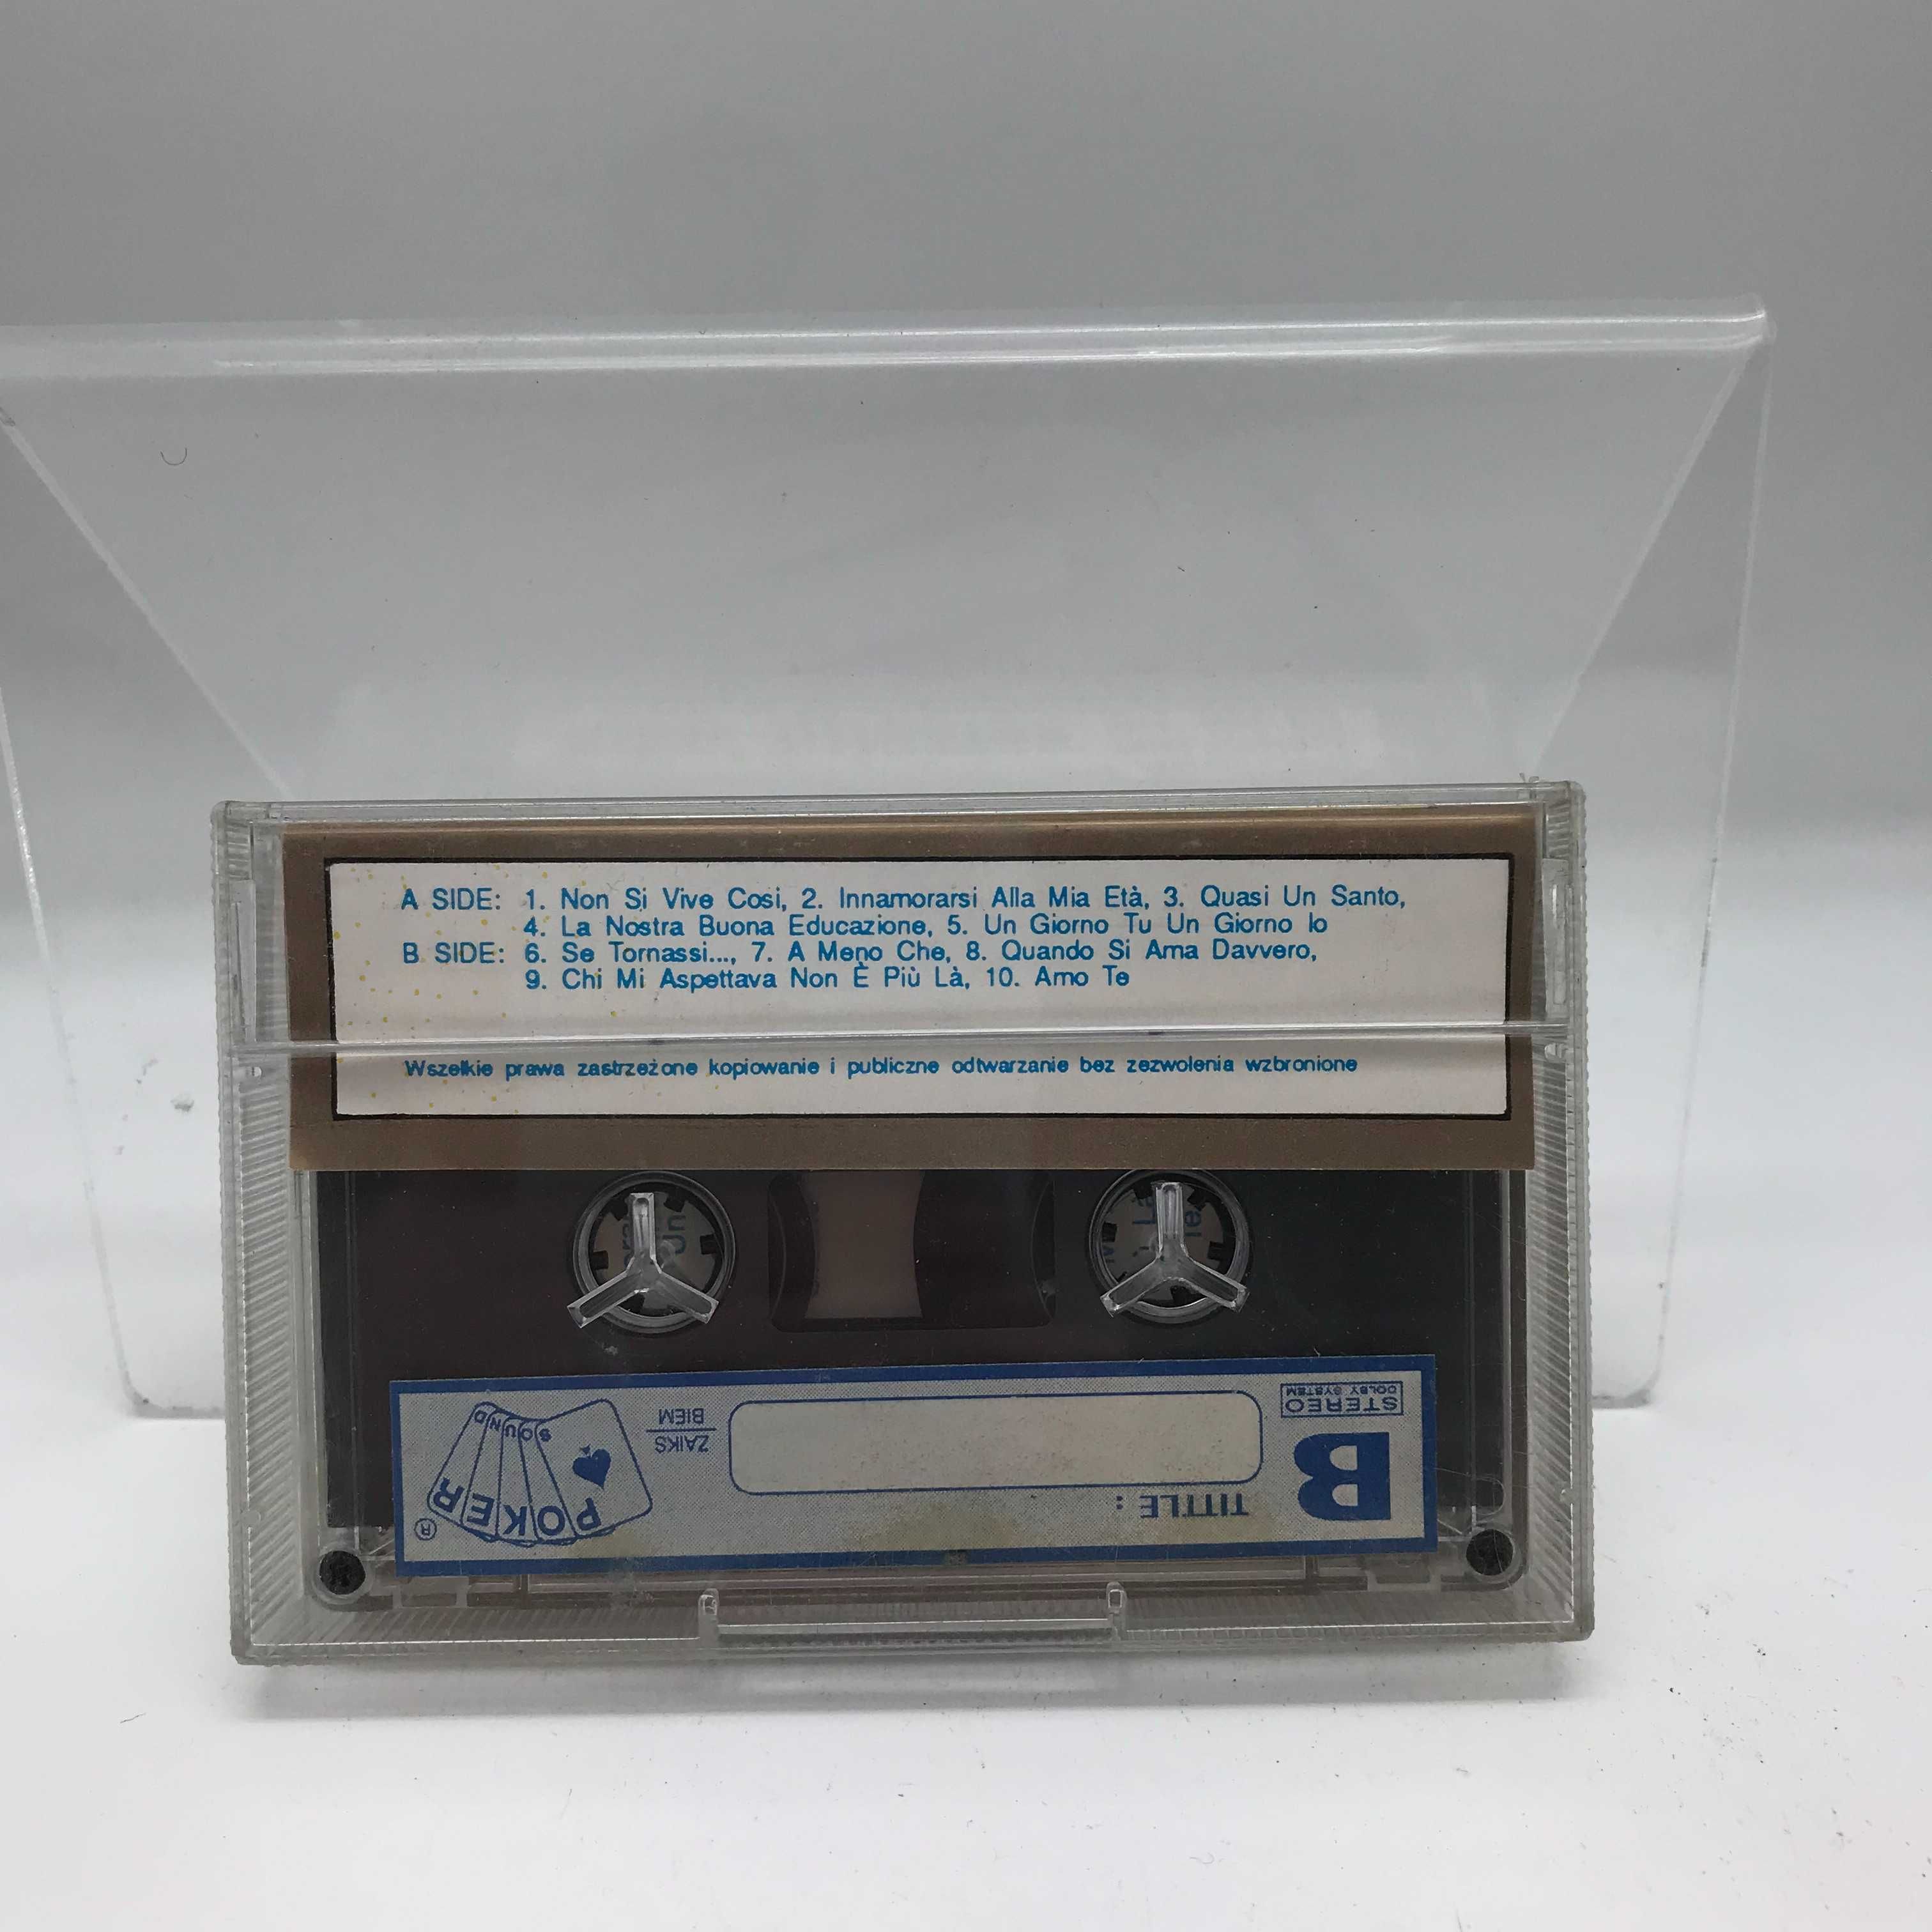 A SIDE: 1. Non Si Vive Cosi, 2. Innamorarsi Alla Mia Età, 3. Quasi Un Santo,
4. La Nostra Buona Educazione, 5. Un Giorno Tu Un Giorno Io
B SIDE: 6. Se Tornassi..., 7. A Meno Che, 8. Quando Si Ama Davvero,
9. Chi Mi Aspettava Non È Più Là, 10. Amo Te
Wszelkie prawa zastrzeżone kopiowanie i publiczne odtwarzanie bez zezwolenia wzbronione
B
TITTLE :
POKER ®
SOUND
ZAIKS
BIEM
STEREO
DOLBY SYSTEM